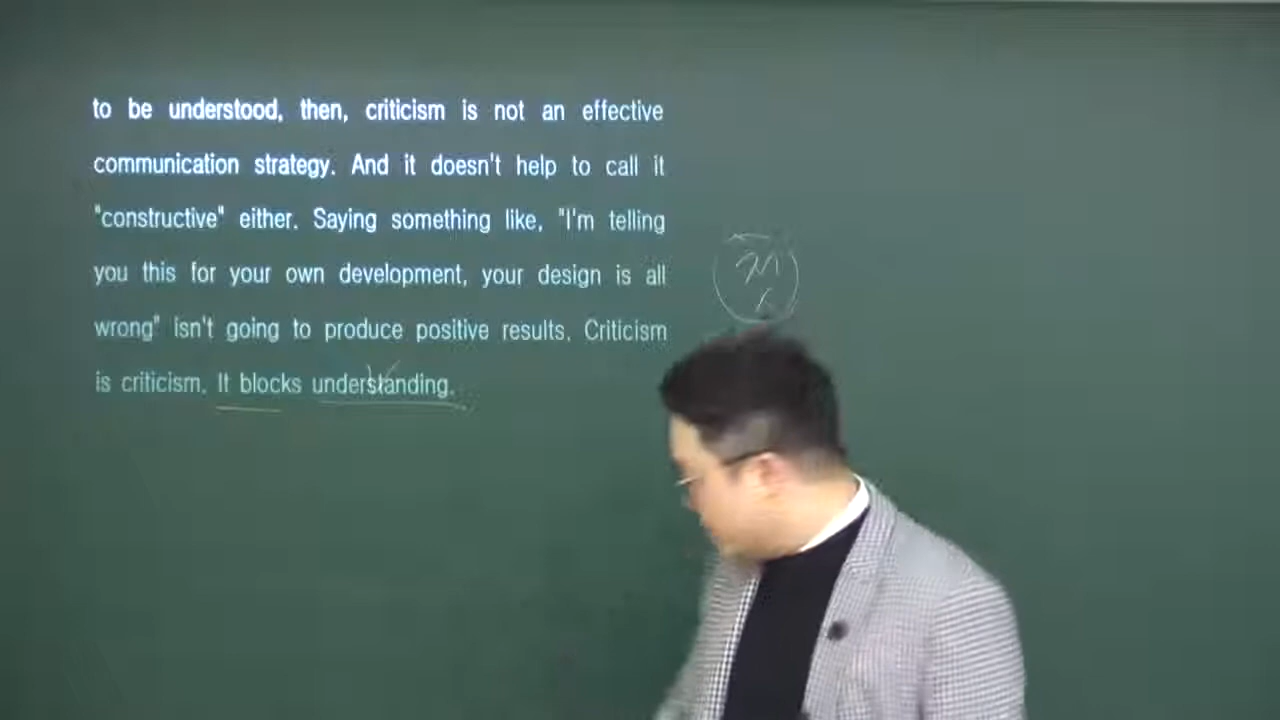 to be understood, then, criticism is not an effective
communication strategy. And it doesn't help to call it
"constructive" either. Saying something like, "I'm telling
you this for your own development, your design is all
wrong" isn't going to produce positive results. Criticism
is criticism. It blocks understanding.